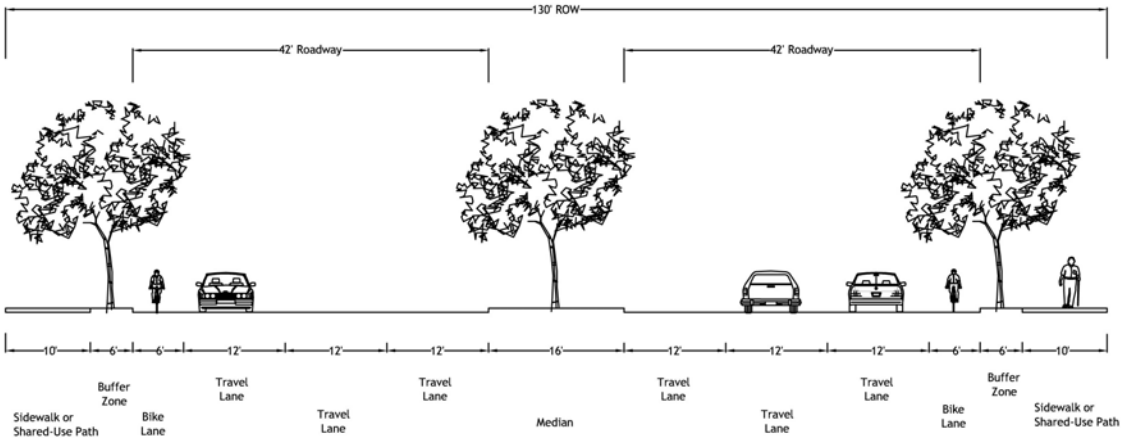 130' ROW
42' Roadway
42' Roadway
10'
6'
6'
12'
12'
12'
16'
12'
12'
12'
6'
6'
10'
Sidewalk or
Shared-Use Path
Buffer
Zone
Bike
Lane
Travel
Lane
Travel
Lane
Travel
Lane
Median
Travel
Lane
Travel
Lane
Travel
Lane
Bike
Lane
Buffer
Zone
Sidewalk or
Shared-Use Path